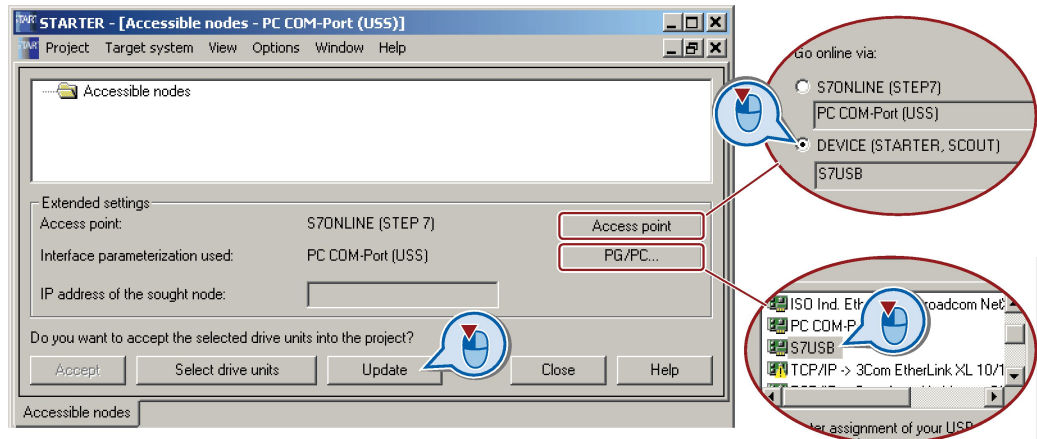 STARTER - [Accessible nodes - PC COM-Port (USS)]
Project Target system View Options Window Help
Accessible nodes
Extended settings
Access point: S7ONLINE (STEP 7) Access point
Interface parameterization used: PC COM-Port (USS) PG/PC...
IP address of the sought node:
Do you want to accept the selected drive units into the project?
Accept Select drive units Update Close Help
Accessible nodes
Go online via:
S7ONLINE (STEP7)
PC COM-Port (USS)
DEVICE (STARTER, SCOUT)
S7USB
ISO Ind. Eth roadcom Net
PC COM-P
S7USB
TCP/IP -> 3Com EtherLink XL 10/1
assignment of your USB